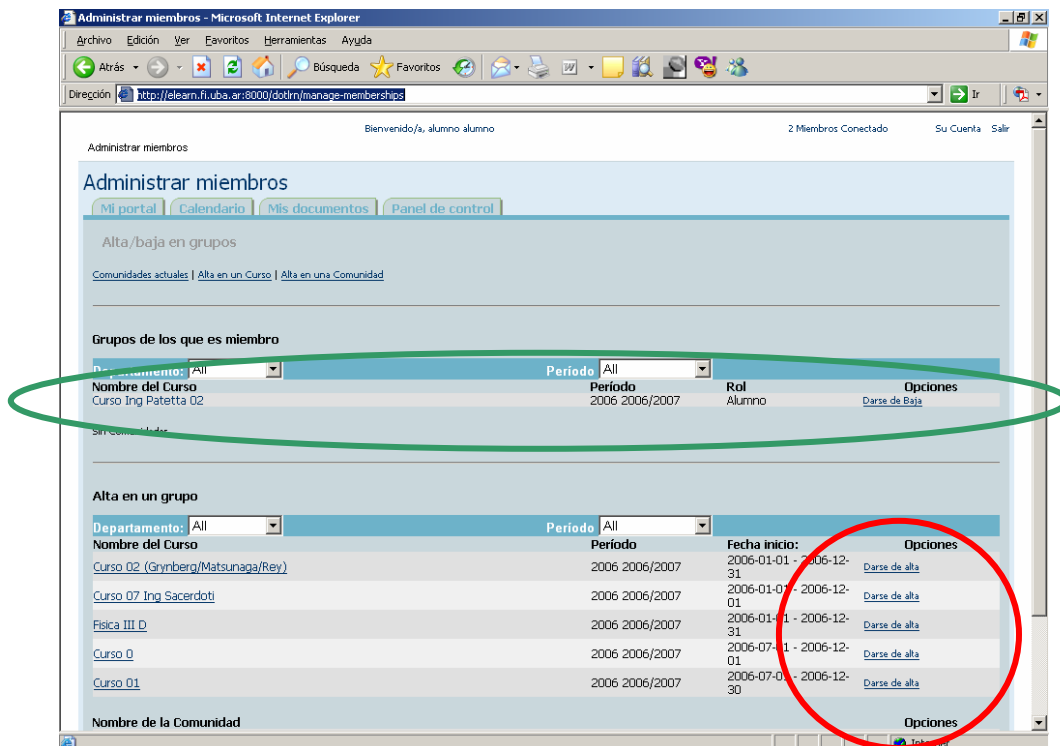 Administrar miembros - Microsoft Internet Explorer
Archivo Edición Ver Favoritos Herramientas Ayuda
Atrás Búsqueda Favoritos
Dirección http://elearn.fi.uba.ar:8000/dotlrn/manage-memberships Ir
Bienvenido/a, alumno alumno 2 Miembros Conectado Su Cuenta Salir
Administrar miembros
Administrar miembros
Mi portal Calendario Mis documentos Panel de control
Alta/baja en grupos
Comunidades actuales | Alta en un Curso | Alta en una Comunidad
Grupos de los que es miembro
Departamento: All Período All
Nombre del Curso Período Rol Opciones
Curso Ing Patetta 02 2006 2006/2007 Alumno Darse de Baja
Sin Comunidades
Alta en un grupo
Departamento: All Período All
Nombre del Curso Período Fecha inicio: Opciones
Curso 02 (Grynberg/Matsunaga/Rey) 2006 2006/2007 2006-01-01 - 2006-12-31 Darse de alta
Curso 07 Ing Sacerdoti 2006 2006/2007 2006-01-01 - 2006-12-01 Darse de alta
Fisica III D 2006 2006/2007 2006-01-01 - 2006-12-31 Darse de alta
Curso 0 2006 2006/2007 2006-07-01 - 2006-12-01 Darse de alta
Curso 01 2006 2006/2007 2006-07-01 - 2006-12-30 Darse de alta
Nombre de la Comunidad Opciones
Internet